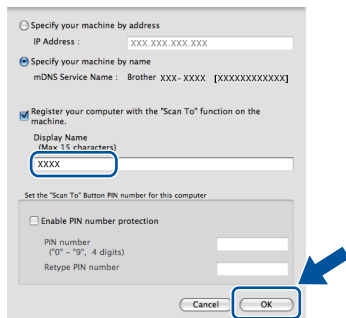 Specify your machine by address
IP Address :
XXX.XXX.XXX.XXX
Specify your machine by name
mDNS Service Name : Brother XXX-XXXX [XXXXXXXXXXXX]
Register your computer with the "Scan To" function on the
machine.
Display Name
(Max 15 characters)
XXXX
Set the "Scan To" Button PIN number for this computer
Enable PIN number protection
PIN number
("0" – "9", 4 digits)
Retype PIN number
Cancel
OK